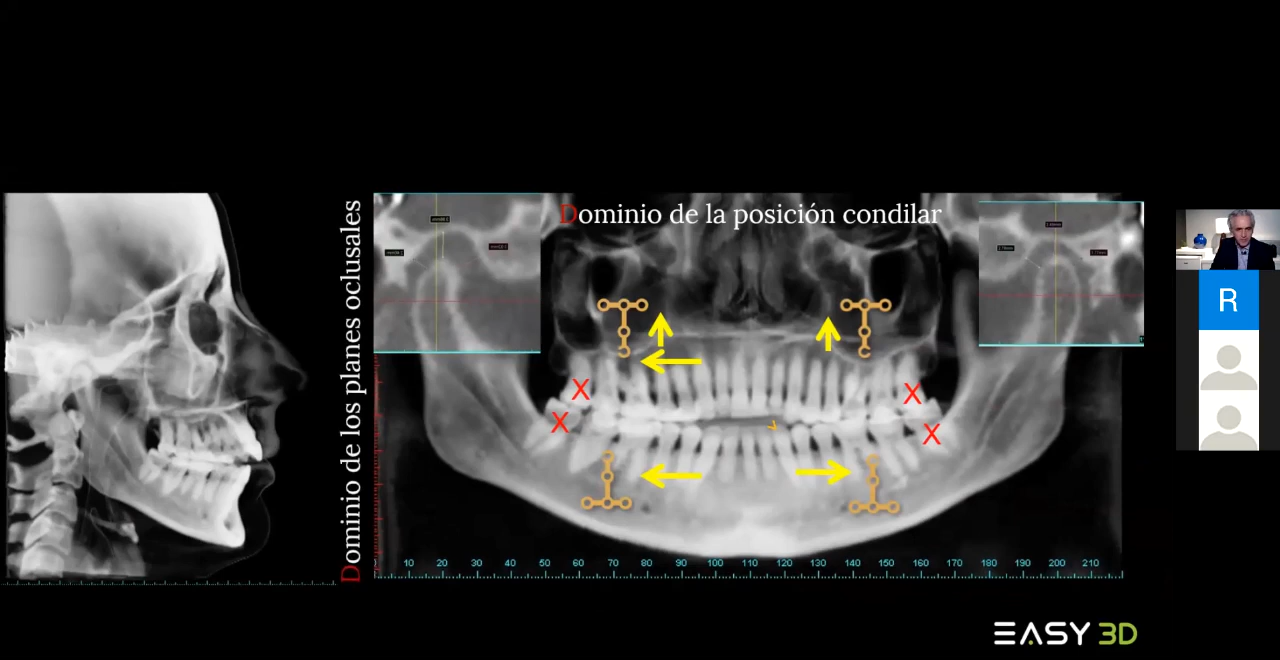 Dominio de los planes oclusales
Dominio de la posición condilar
X
X
X
X
10 20 30 40 50 60 70 80 90 100 110 120 130 140 150 160 170 180 190 200 210
EASY 3D
R